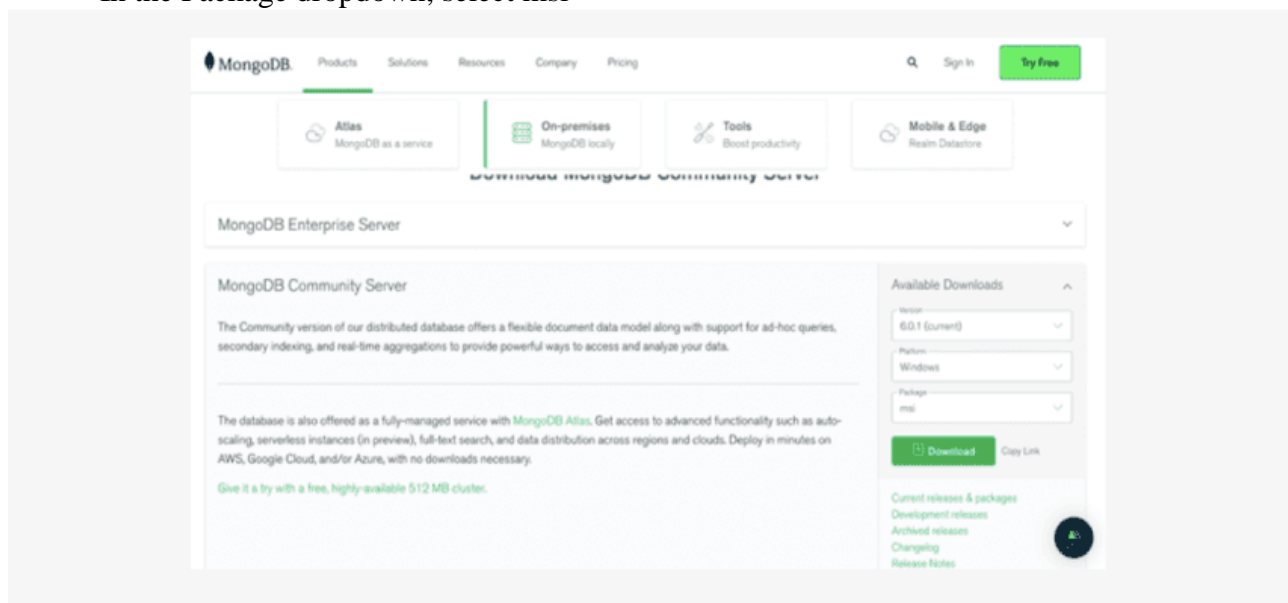 In the Package dropdown, select msi
MongoDB.
Products Solutions Resources Company Pricing
Sign In
Try Free
Atlas
MongoDB as a service
On-premises
MongoDB locally
Tools
Boost productivity
Mobile & Edge
Realm Datastore
Download MongoDB Community Server
MongoDB Enterprise Server
MongoDB Community Server
The Community version of our distributed database offers a flexible document data model along with support for ad-hoc queries,
secondary indexing, and real-time aggregations to provide powerful ways to access and analyze your data.
The database is also offered as a fully-managed service with MongoDB Atlas. Get access to advanced functionality such as auto-
scaling, serverless instances (in preview), full-text search, and data distribution across regions and clouds. Deploy in minutes on
AWS, Google Cloud, and/or Azure, with no downloads necessary.
Give it a try with a free, highly-available 512 MB cluster.
Available Downloads
Version
6.0.1 (current)
Platform
Windows
Package
msi
Download Copy Link
Current releases & packages
Development releases
Archived releases
Changelog
Release Notes